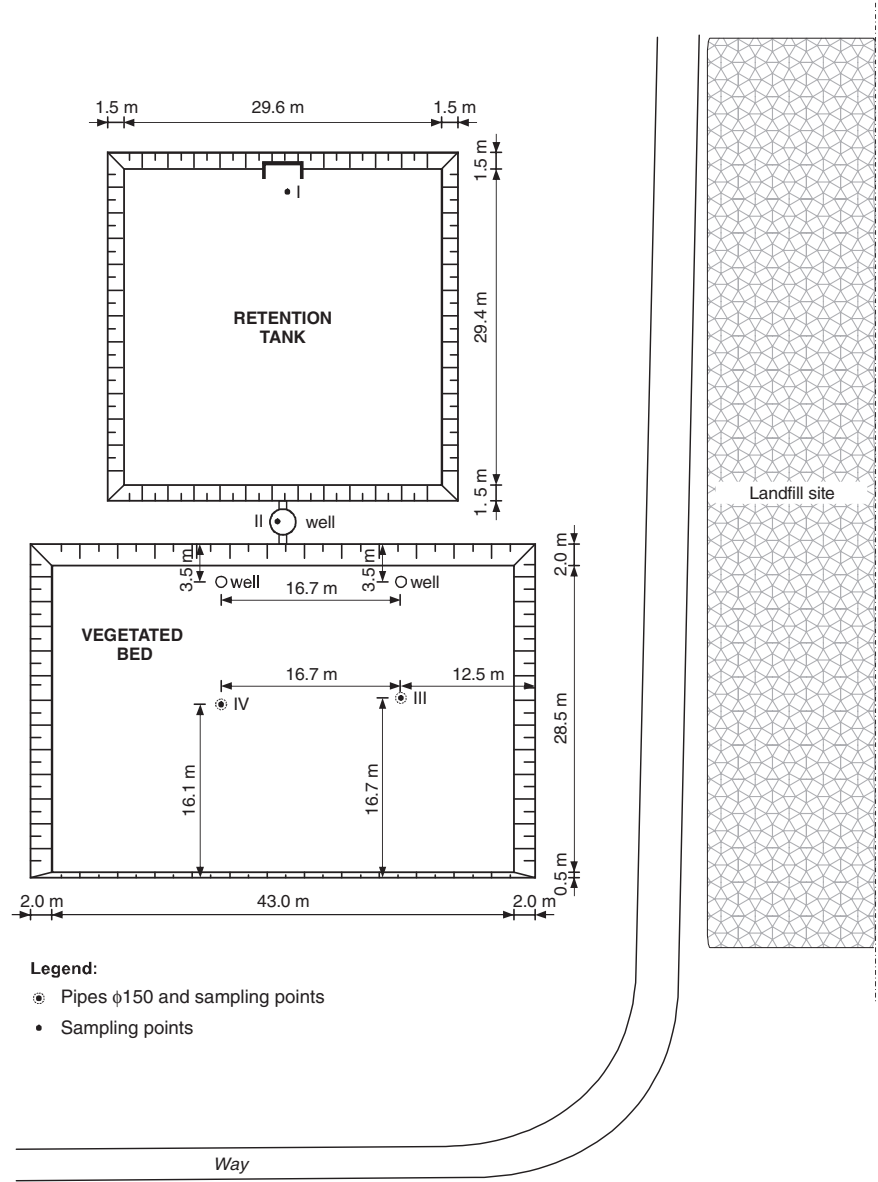 1.5 m
29.6 m
1.5 m
1.5 m
I
29.4 m
RETENTION
TANK
1. 5 m
Landfill site
II
well
2.0 m
3.5 m
well
3.5 m
well
16.7 m
VEGETATED
BED
16.7 m
12.5 m
IV
III
28.5 m
16.1 m
16.7 m
0.5 m
2.0 m
43.0 m
2.0 m
Legend:
Pipes ϕ150 and sampling points
Sampling points
Way